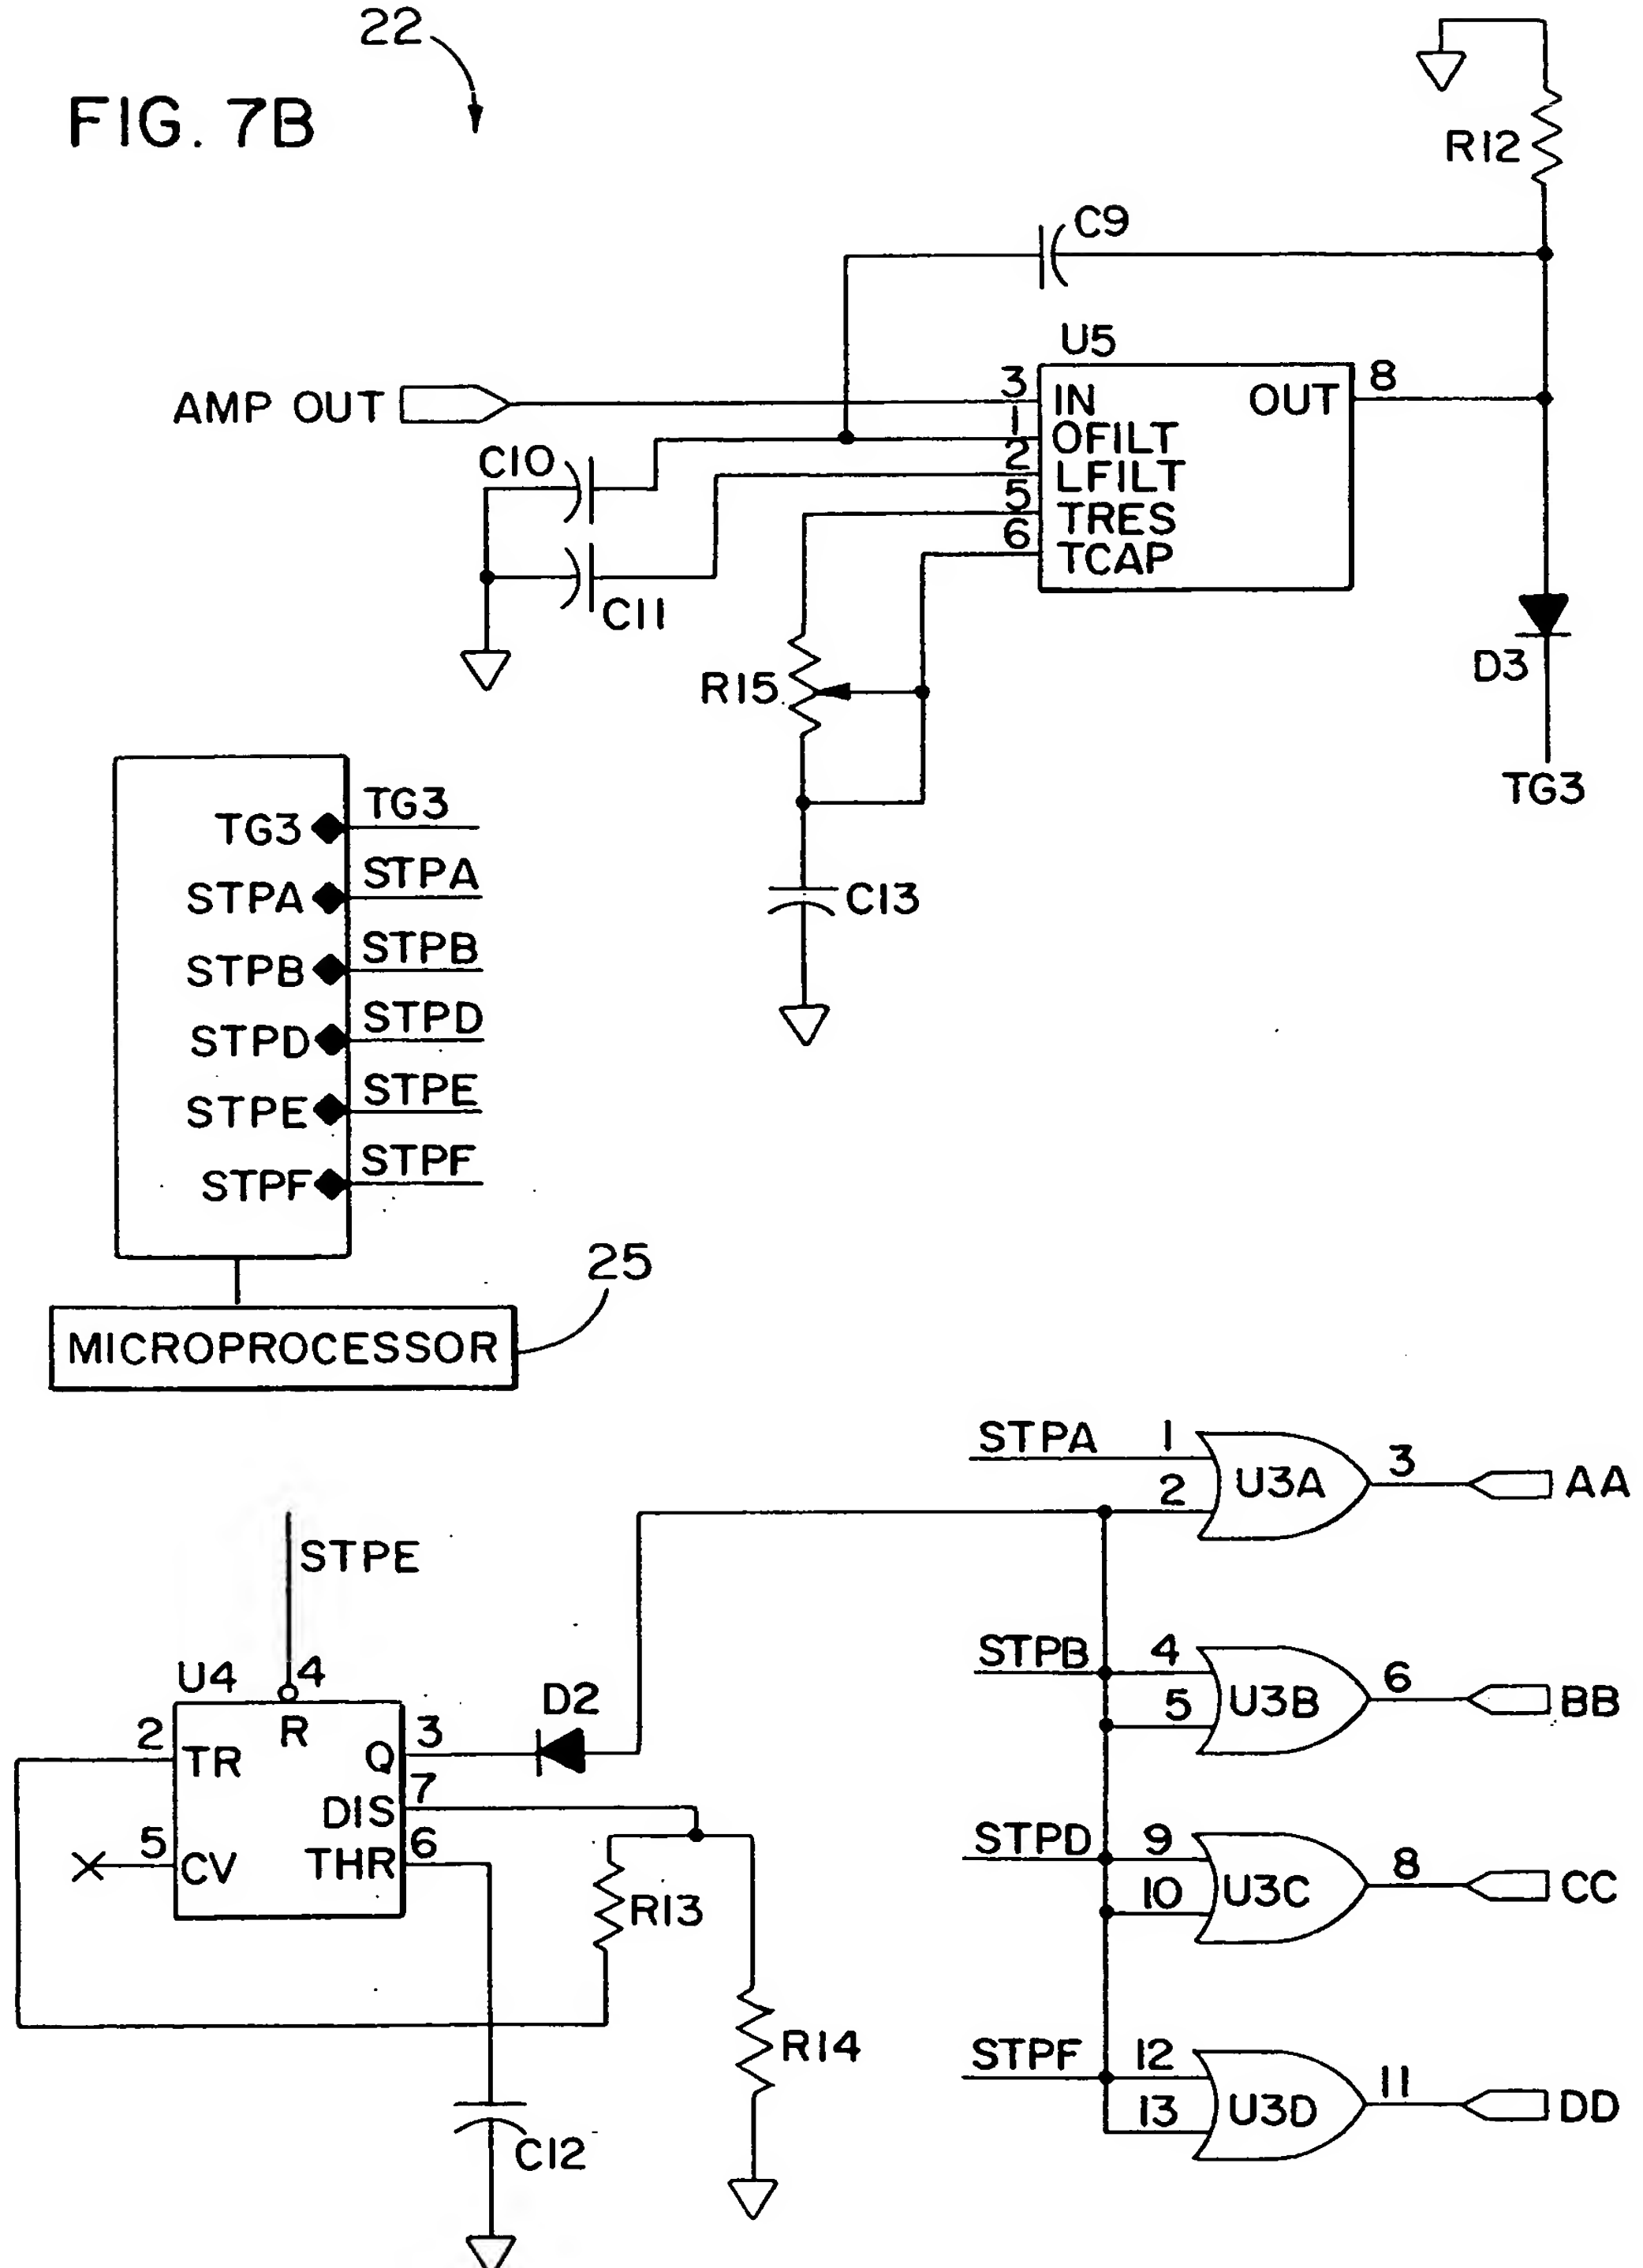 22
FIG. 7B
R12
C9
U5
AMP OUT
3
IN
OUT
8
1
OFILT
C10
2
LFILT
5
TRES
6
TCAP
C11
D3
R15
TG3
TG3
TG3
STPA
STPA
C13
STPB
STPB
STPD
STPD
STPE
STPE
STPF
STPF
25
MICROPROCESSOR
STPA
1
2
U3A
3
AA
STPE
U4
4
R
D2
STPB
4
5
U3B
6
BB
2
TR
Q
3
DIS
7
5
CV
THR
6
R13
STPD
9
10
U3C
8
CC
R14
STPF
12
13
U3D
11
DD
C12